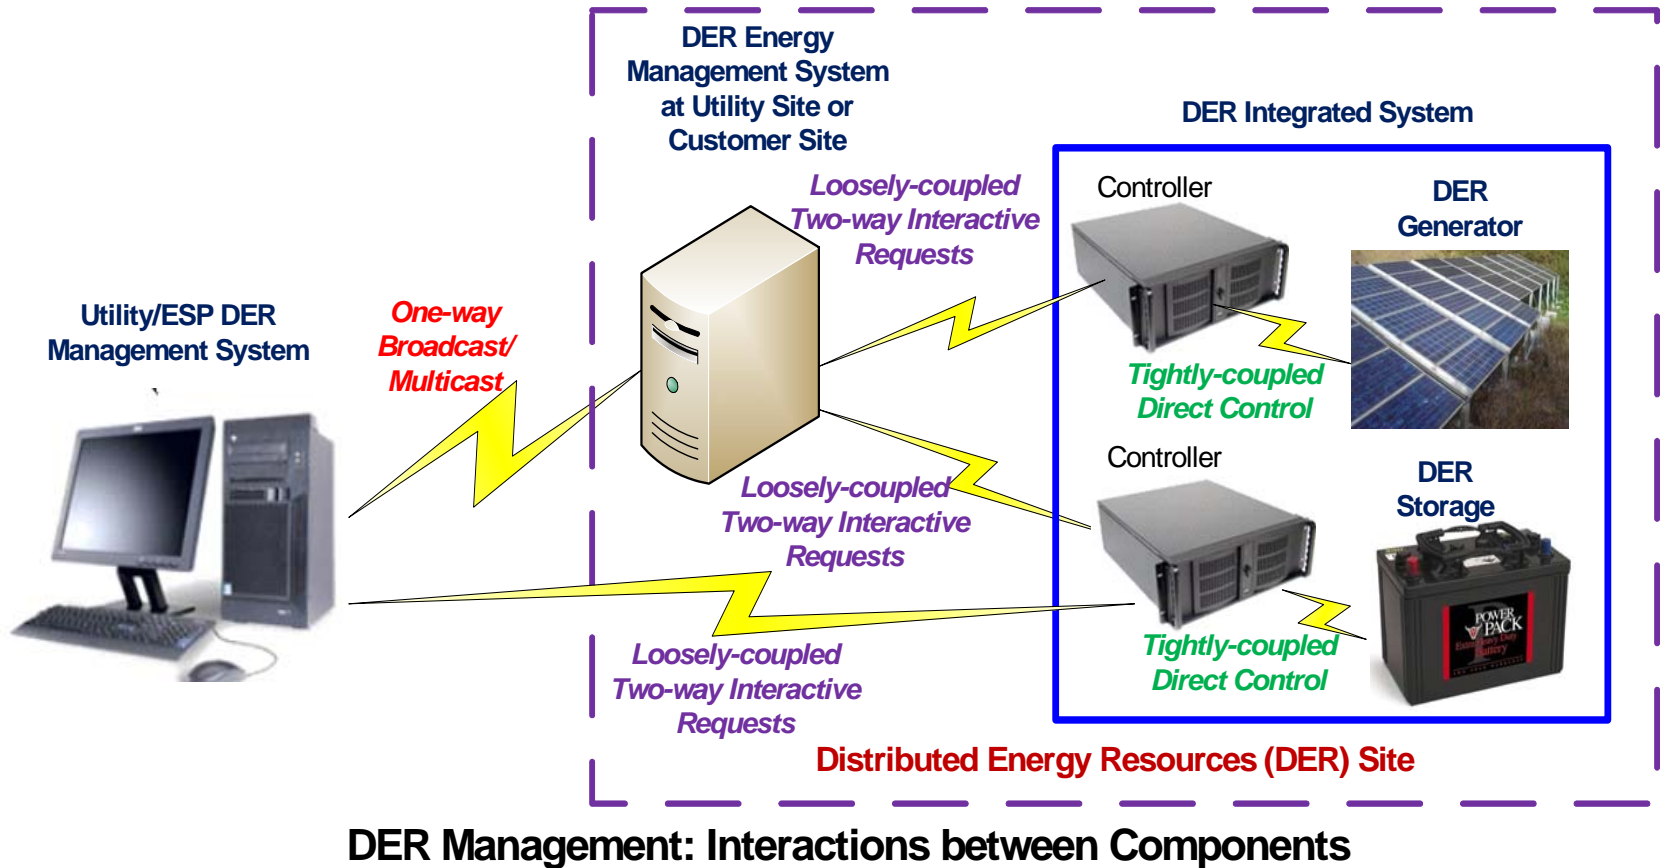 DER Energy
Management System
at Utility Site or
Customer Site
DER Integrated System
Loosely-coupled
Two-way Interactive
Requests
Controller
DER
Generator
Utility/ESP DER
Management System
One-way
Broadcast/
Multicast
Tightly-coupled
Direct Control
Controller
DER
Storage
Loosely-coupled
Two-way Interactive
Requests
POWER
PACK
Battery
Tightly-coupled
Direct Control
Loosely-coupled
Two-way Interactive
Requests
Distributed Energy Resources (DER) Site
DER Management: Interactions between Components